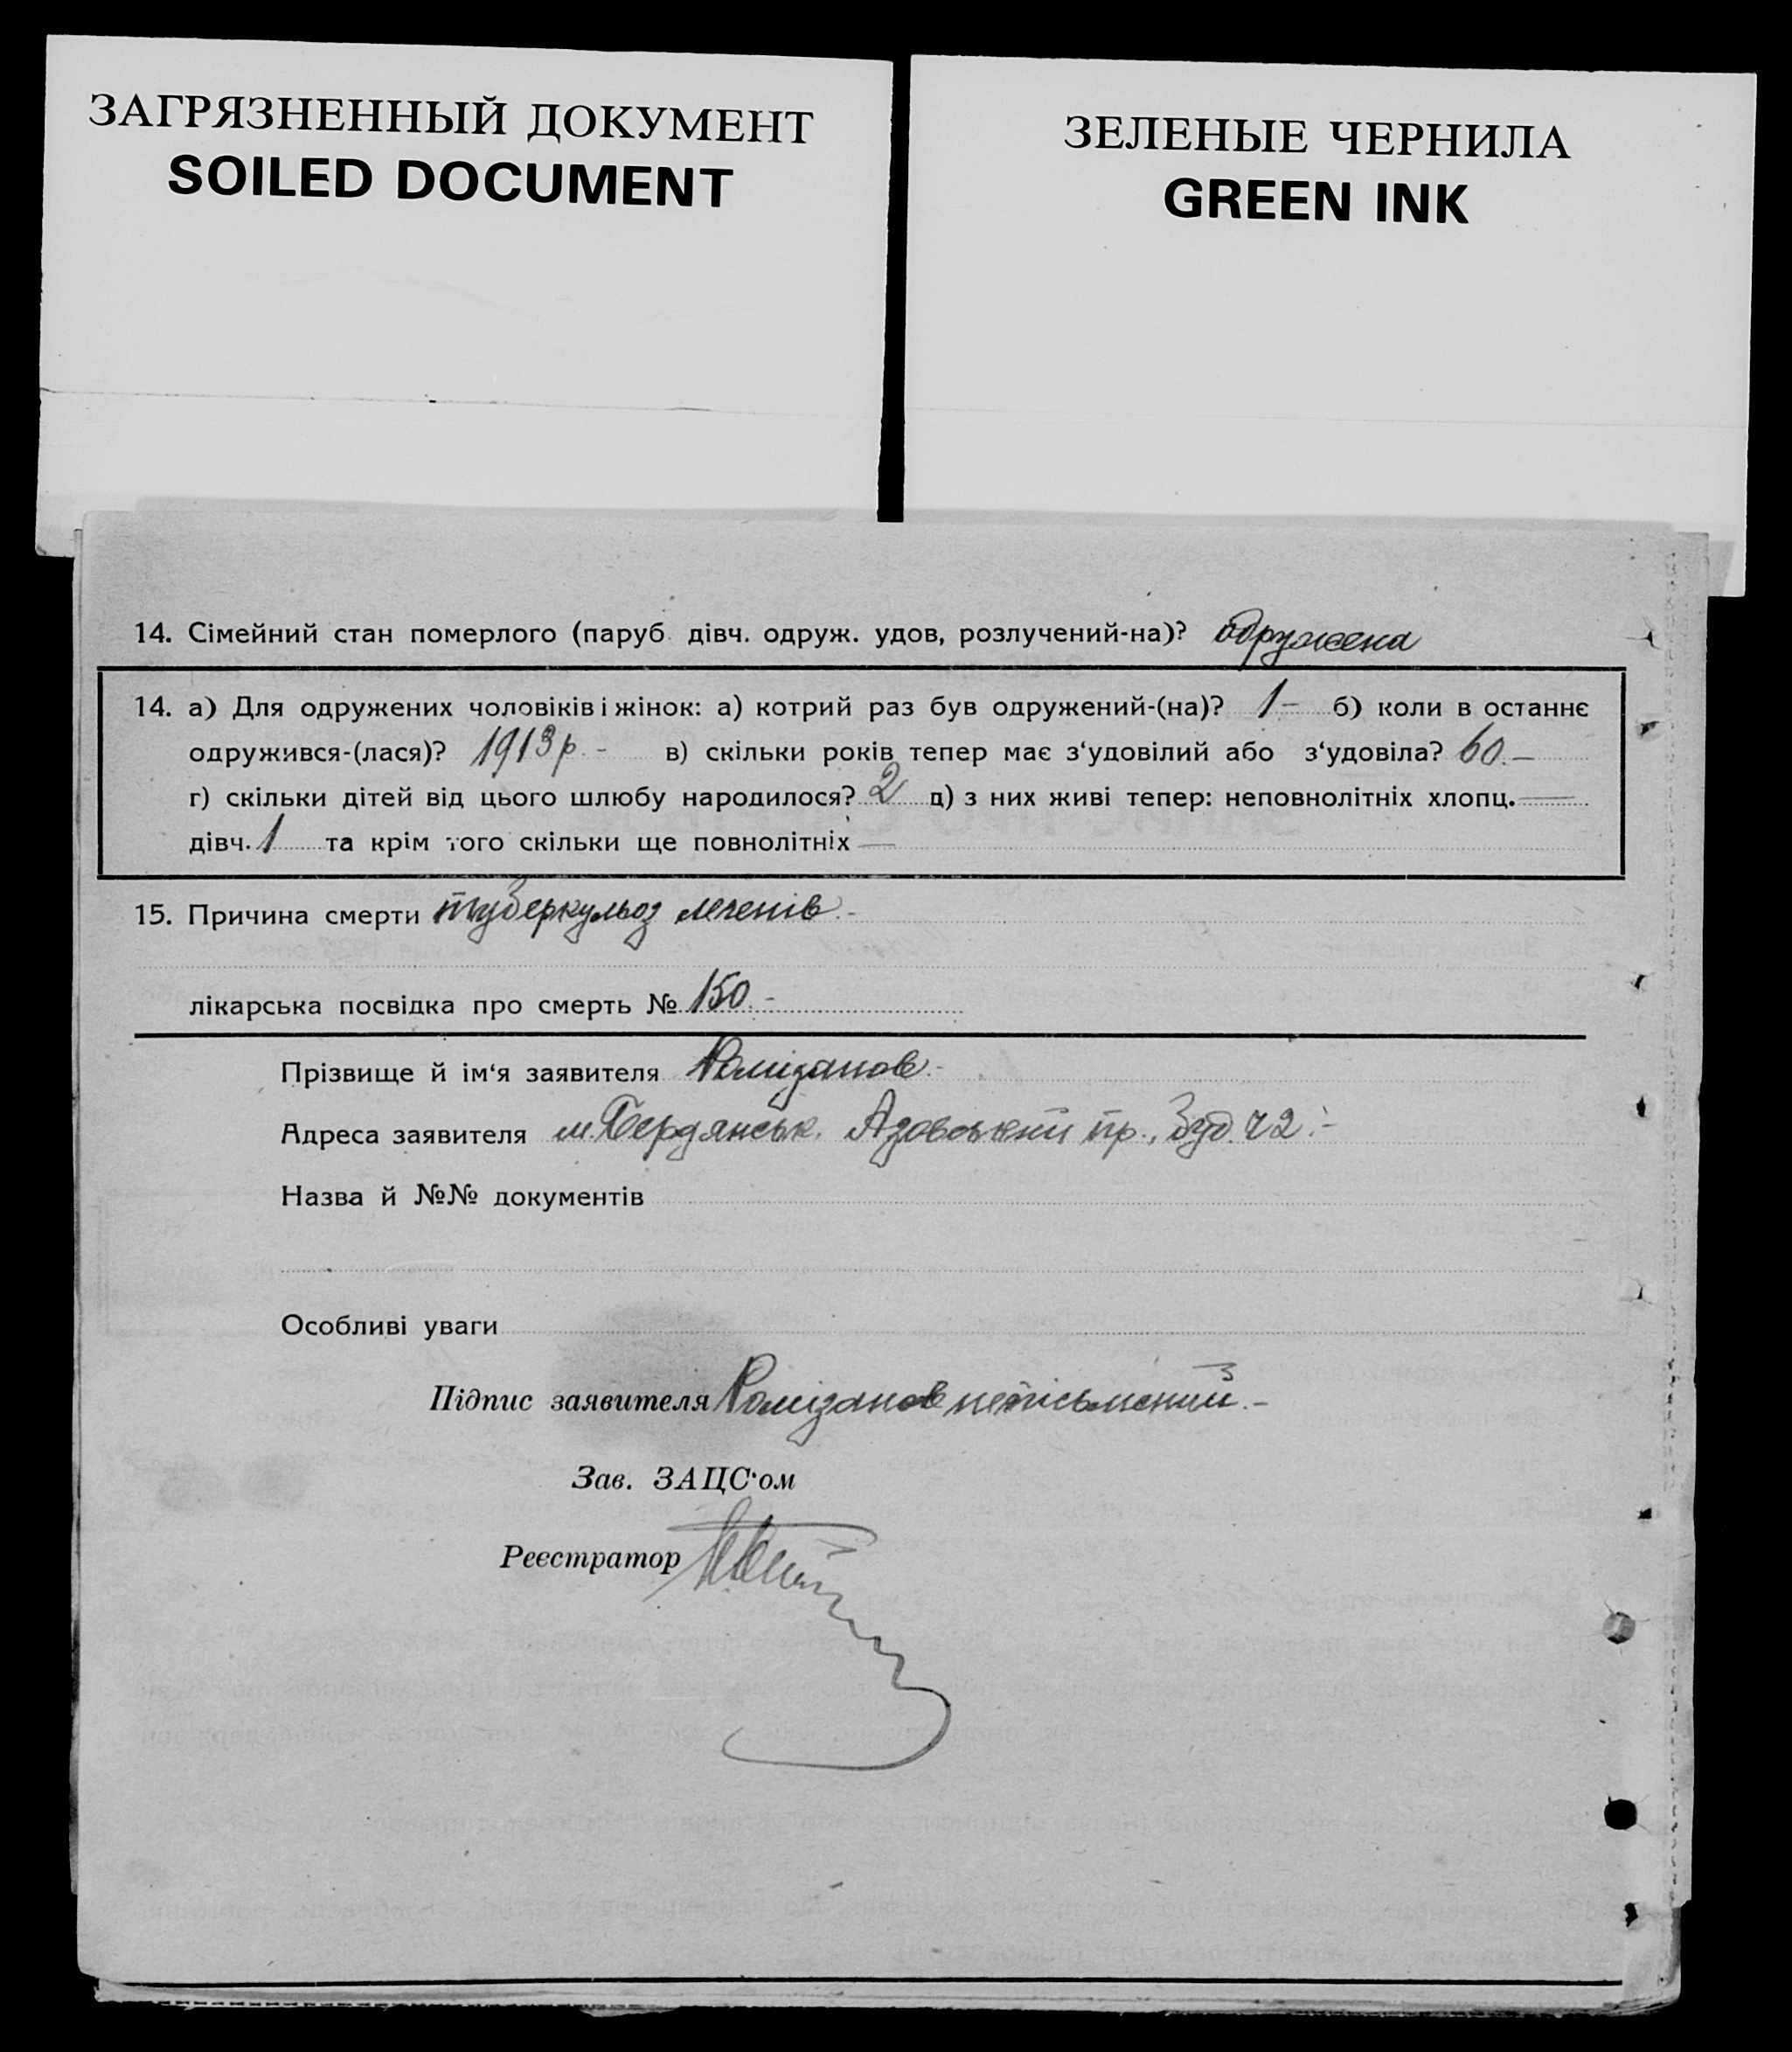 ЗАГРЯЗНЕННЫЙ ДОКУМЕНТ
SOILED DOCUMENT
ЗЕЛЕНЫЕ ЧЕРНИЛА
GREEN INK
14. Сімейний стан померлого (паруб. дівч. одруж. удов, розлучений-на)? одружена
14. а) Для одружених чоловіків і жінок: а) котрий раз був одружений-(на)? 1 - б) коли в останнє
одружився-(лася)? 1913 р. - в) скільки років тепер має з‘удовілий або з‘удовіла? 60. -
г) скільки дітей від цього шлюбу народилося? 2 д) з них живі тепер: неповнолітніх хлопц. —
дівч. 1 та крім того скільки ще повнолітніх —
15. Причина смерти туберкульоз легенів. -
лікарська посвідка про смерть № 150. -
Прізвище й ім‘я заявителя Рамізанов. -
Адреса заявителя м. Бердянськ. Азовський пр., буд. 42. -
Назва й №№ документів
Особливі уваги
Підпис заявителя Рамізанов неписьмений. -
Зав. ЗАЦС‘ом
Реєстратор